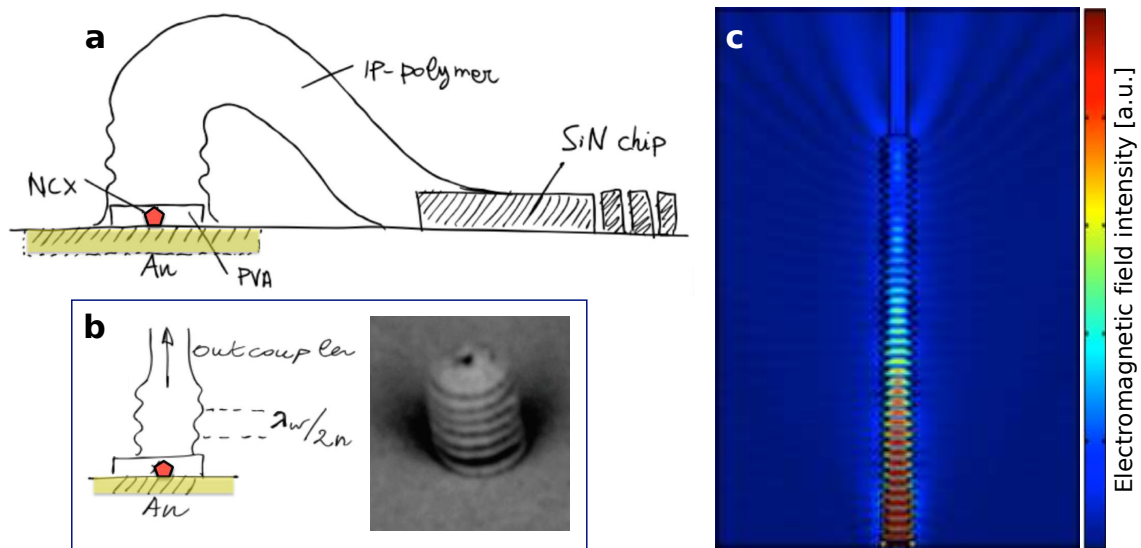 a
IP-polymer
SiN chip
NCX
Au
PVA
b
outcoupler
λw/2n
Au
c
Electromagnetic field intensity [a.u.]